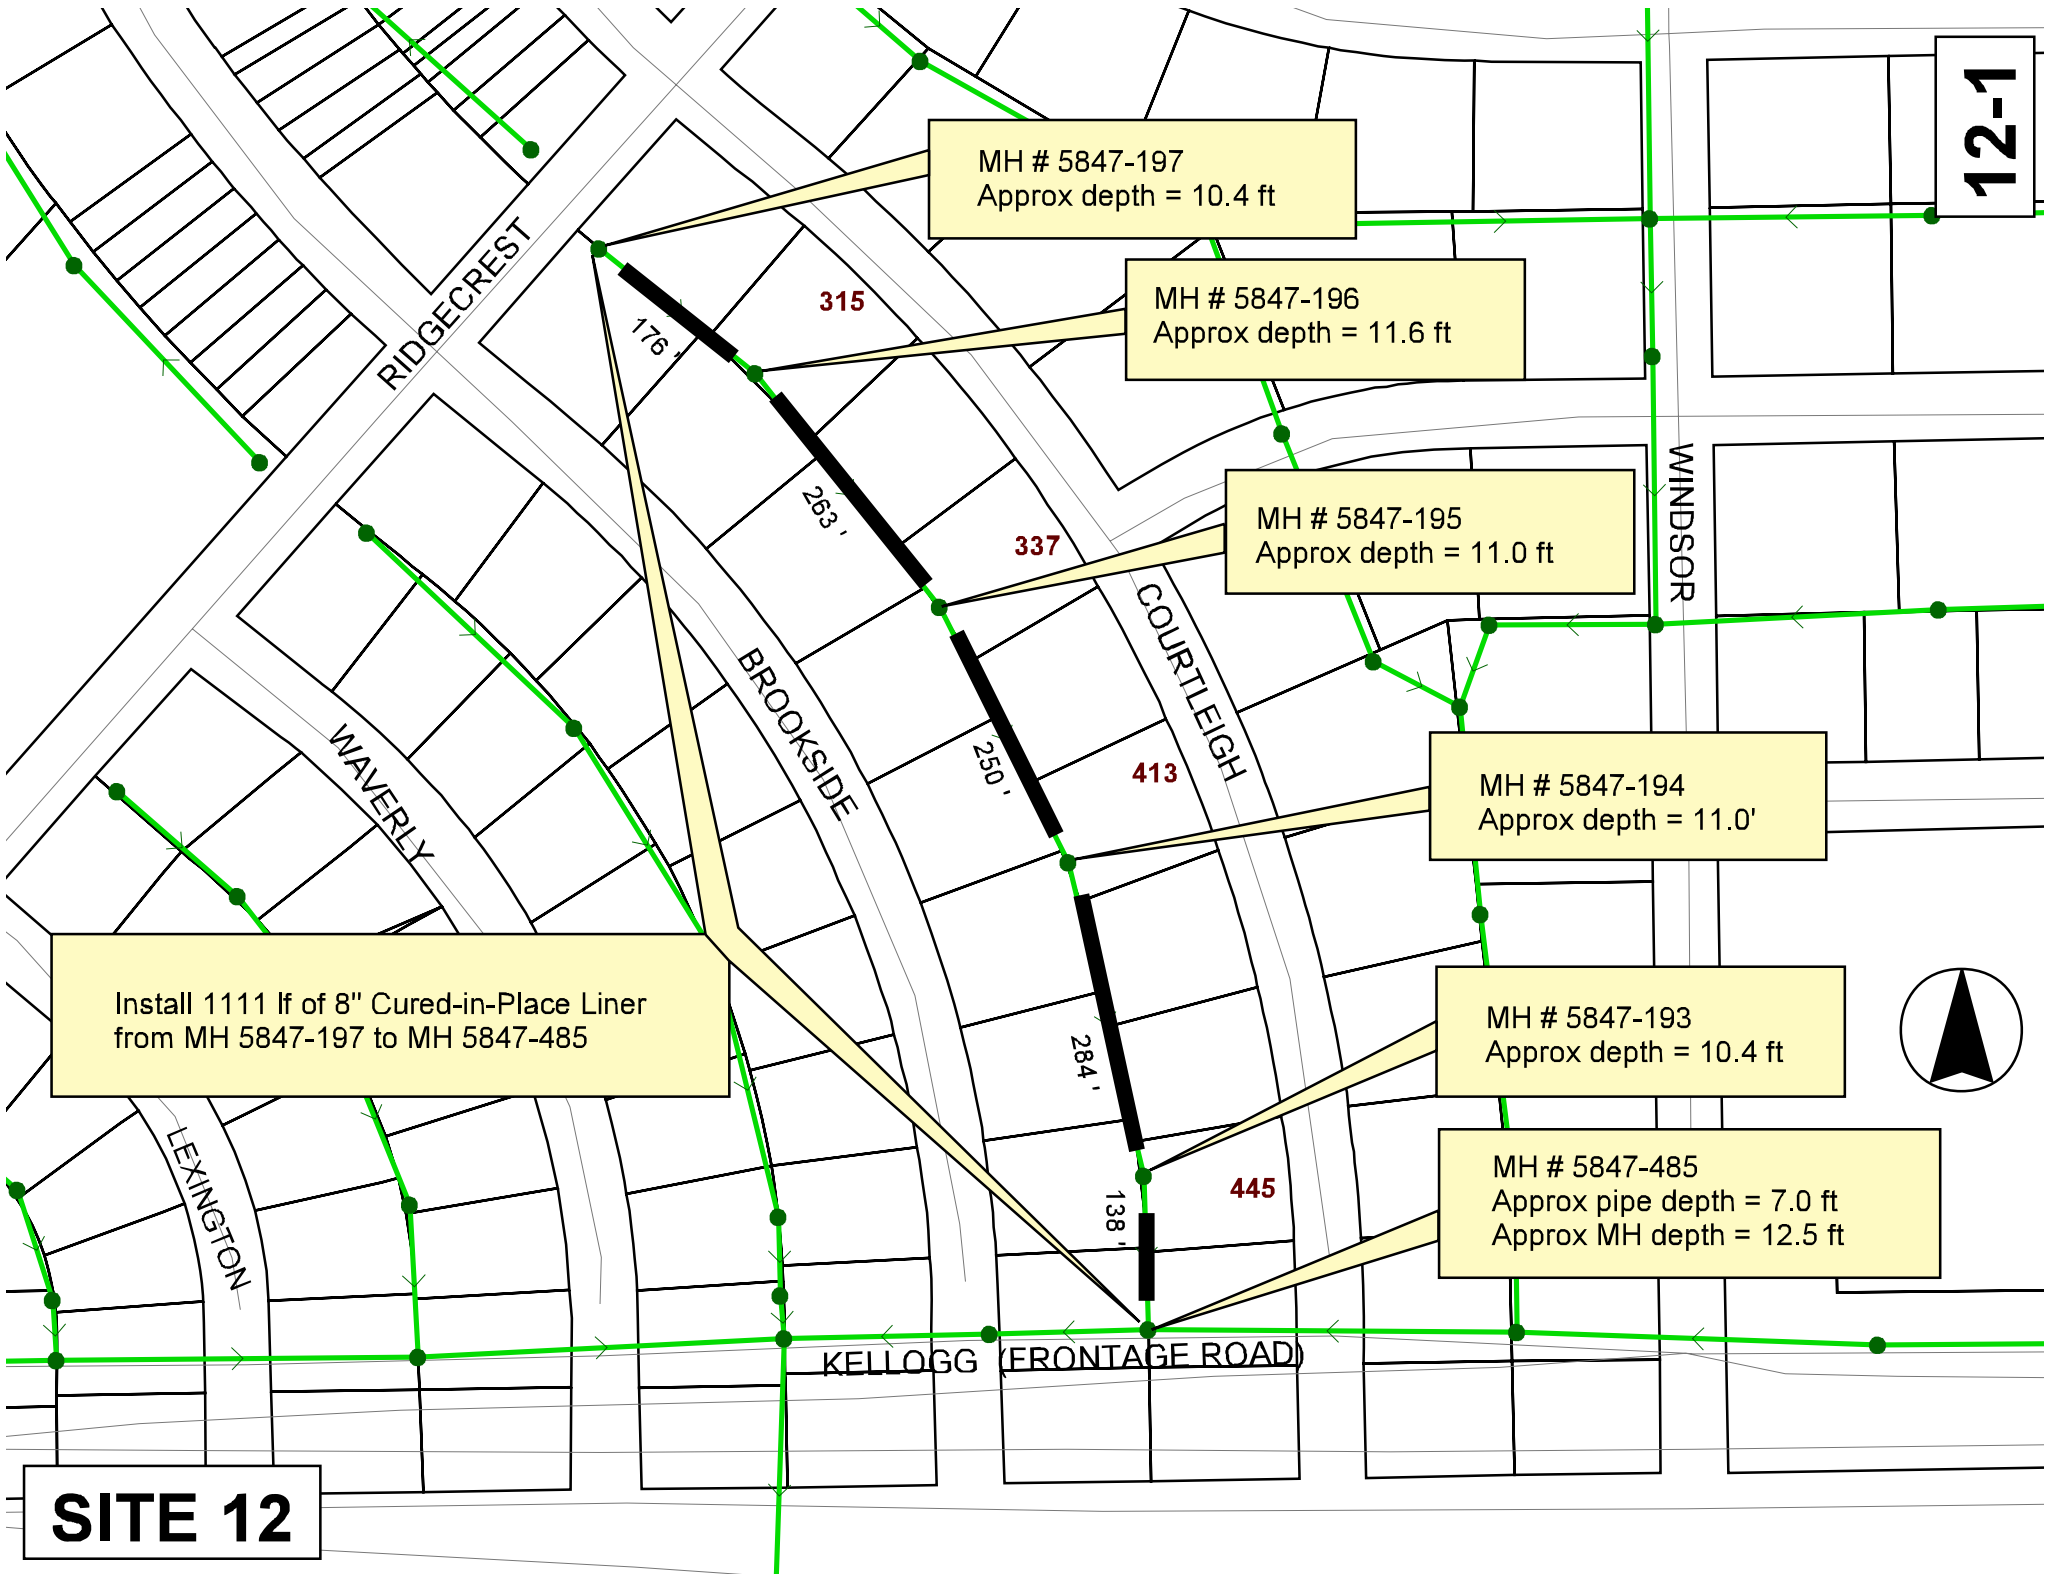 12-1
MH # 5847-197
Approx depth = 10.4 ft
MH # 5847-196
Approx depth = 11.6 ft
RIDGECREST
315
176 '
263 '
MH # 5847-195
Approx depth = 11.0 ft
WINDSOR
337
COURTLEIGH
BROOKSIDE
WAVERLY
250 '
413
MH # 5847-194
Approx depth = 11.0'
Install 1111 lf of 8" Cured-in-Place Liner
from MH 5847-197 to MH 5847-485
284 '
MH # 5847-193
Approx depth = 10.4 ft
LEXINGTON
138 '
445
MH # 5847-485
Approx pipe depth = 7.0 ft
Approx MH depth = 12.5 ft
KELLOGG (FRONTAGE ROAD)
SITE 12